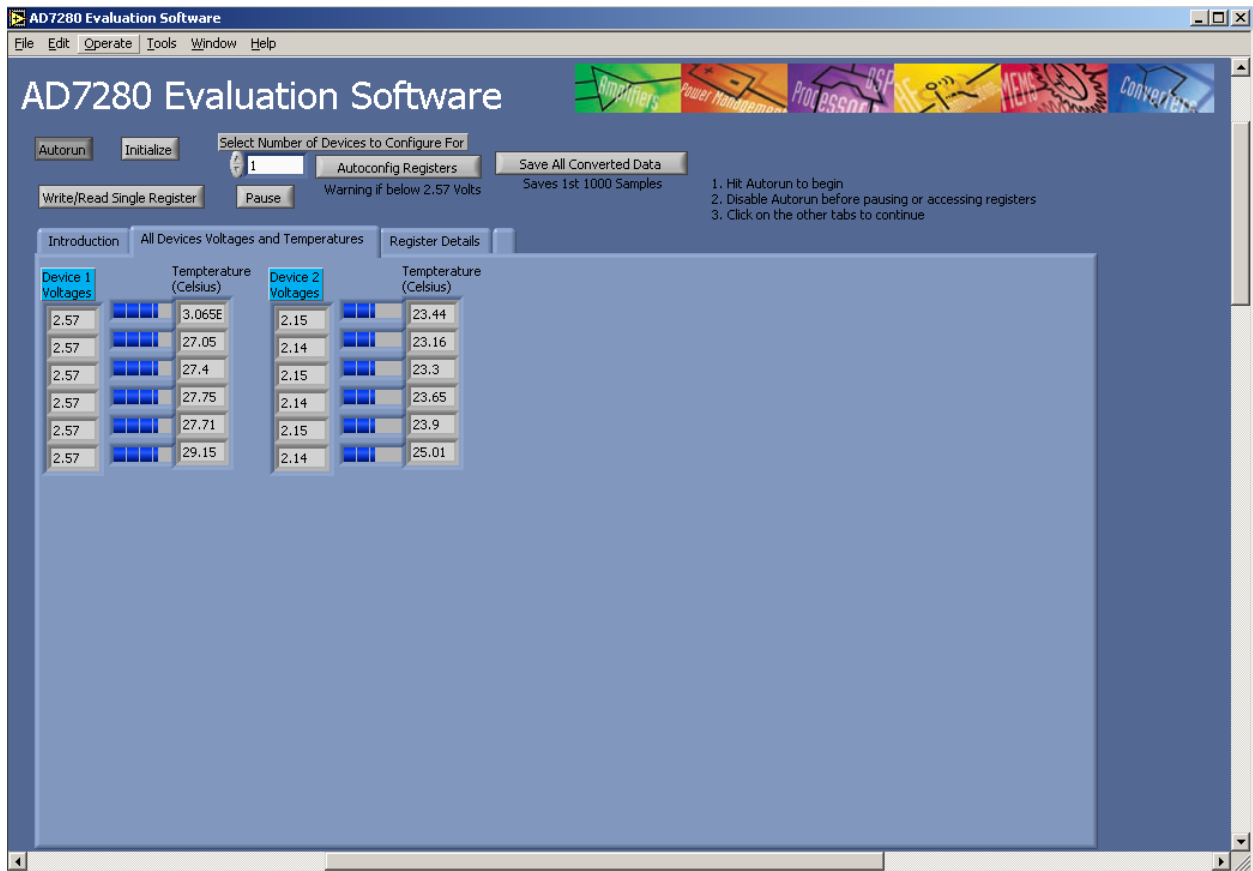 AD7280 Evaluation Software
File Edit Operate Tools Window Help
AD7280 Evaluation Software
Amplifiers Power Management Processors DSP RF MEMS Converters
Autorun Initialize
Select Number of Devices to Configure For
1 Autoconfig Registers
Warning if below 2.57 Volts
Save All Converted Data
Saves 1st 1000 Samples
Write/Read Single Register Pause
1. Hit Autorun to begin
2. Disable Autorun before pausing or accessing registers
3. Click on the other tabs to continue
Introduction All Devices Voltages and Temperatures Register Details
Device 1
Voltages
Tempterature
(Celsius)
Device 2
Voltages
Tempterature
(Celsius)
2.57 3.065E 2.15 23.44
2.57 27.05 2.14 23.16
2.57 27.4 2.15 23.3
2.57 27.75 2.14 23.65
2.57 27.71 2.15 23.9
2.57 29.15 2.14 25.01